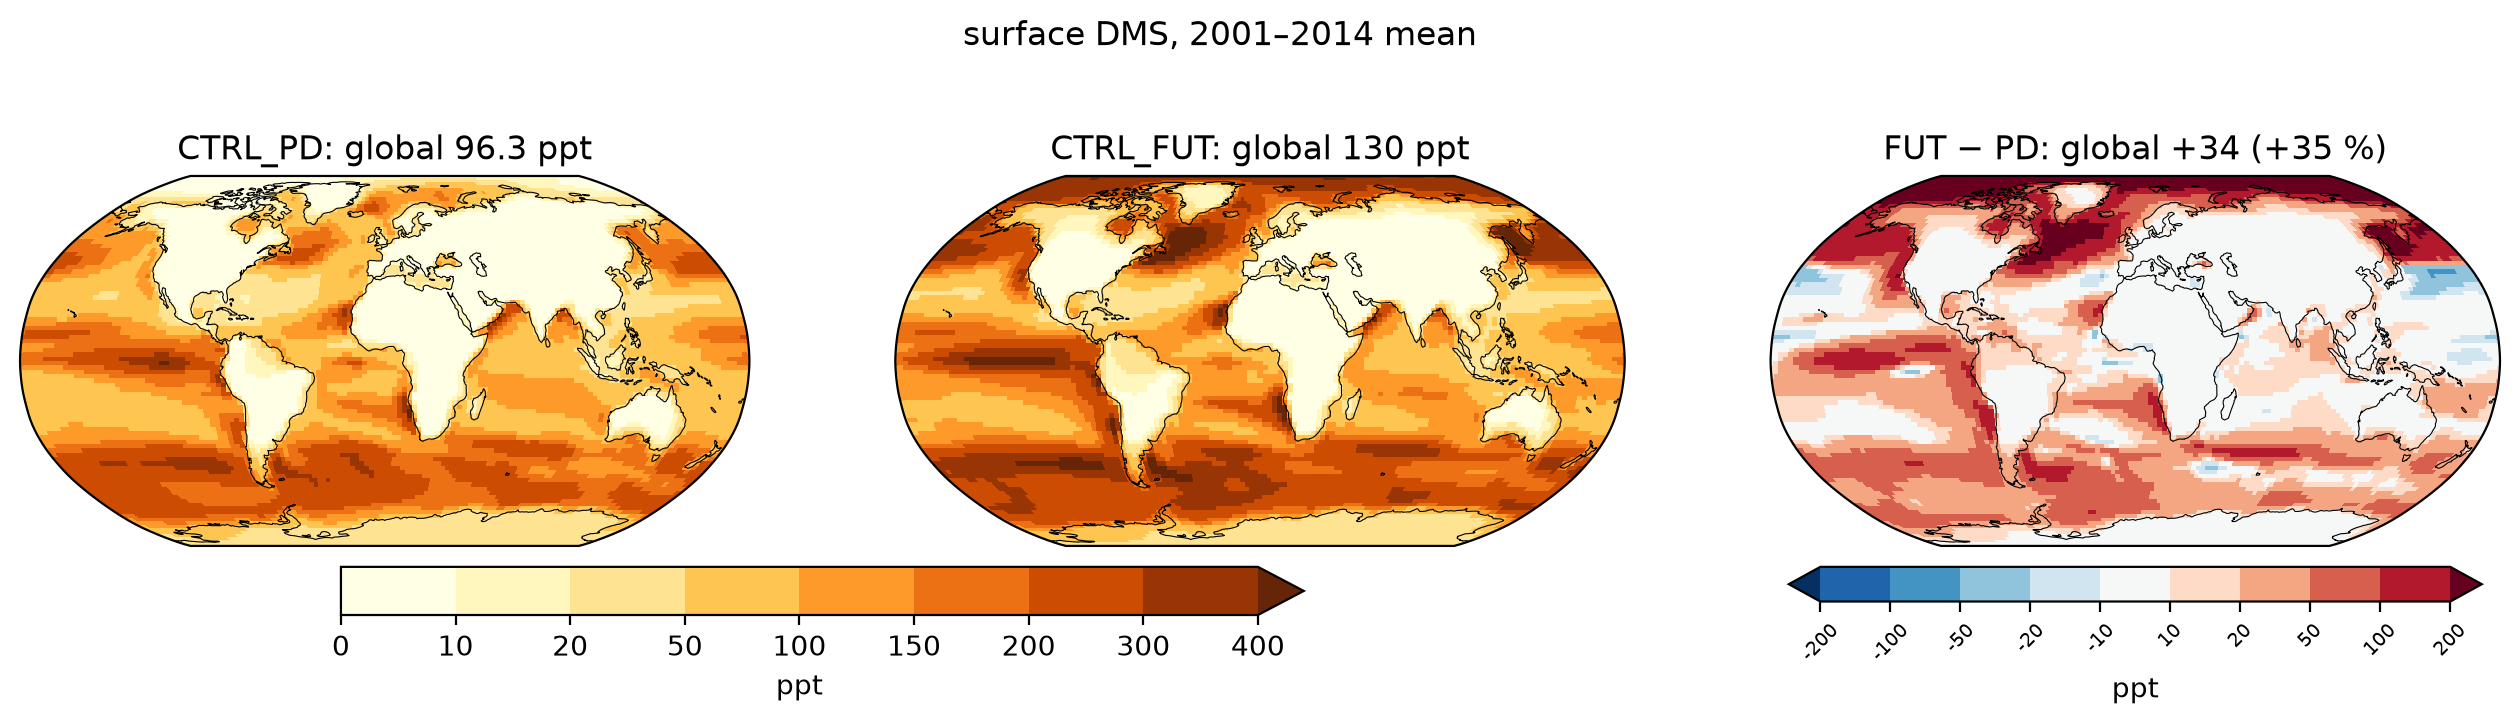 surface DMS, 2001–2014 mean
CTRL_PD: global 96.3 ppt
CTRL_FUT: global 130 ppt
FUT − PD: global +34 (+35 %)
0 10 20 50 100 150 200 300 400
ppt
-200 -100 -50 -20 -10 10 20 50 100 200
ppt